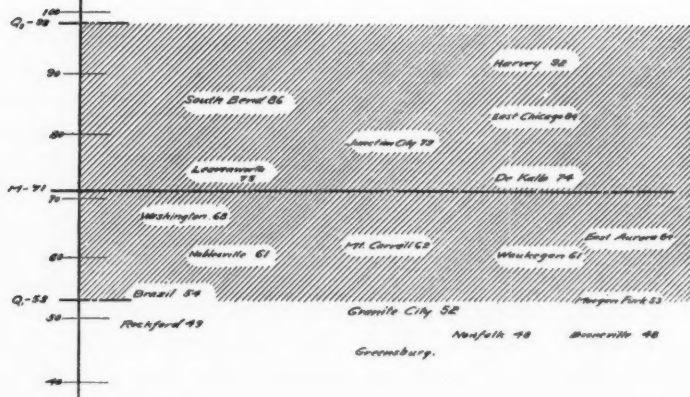 100
Q3-98
90
Harvey 92
South Bend 86
East Chicago 84
80
Junction City 79
Leavenworth
75
De Kalb 74
M-71
70
Washington 68
East Aurora 64
Noblesville 61
Mt. Carroll 62
Waukegan 61
60
Brazil 54
Q1-53
Morgan Park 53
Granite City 52
50
Rockford 49
Norfolk 48
Booneville 48
Greensburg.
40